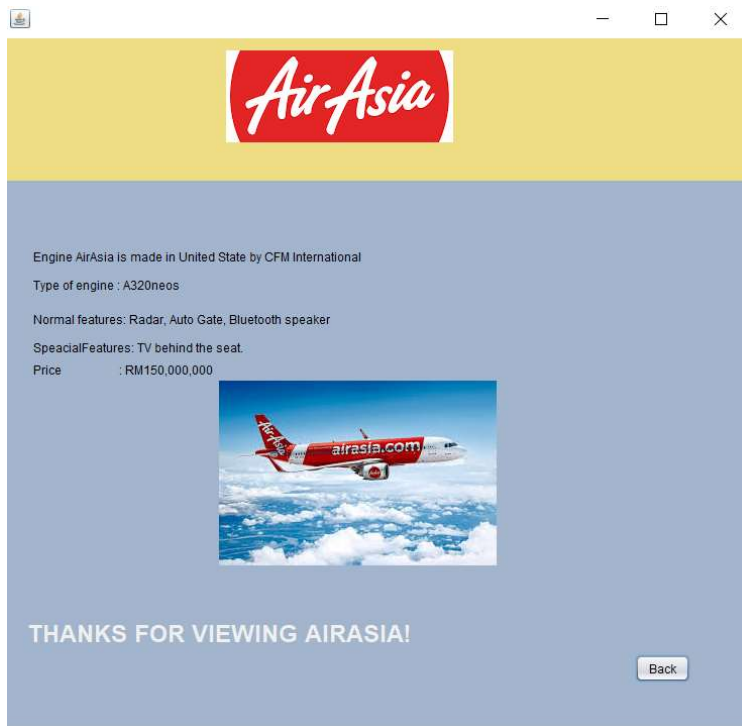 Air Asia
Engine AirAsia is made in United State by CFM International
Type of engine : A320neos
Normal features: Radar, Auto Gate, Bluetooth speaker
SpeacialFeatures: TV behind the seat.
Price : RM150,000,000
AirAsia
airasia.com
THANKS FOR VIEWING AIRASIA!
Back